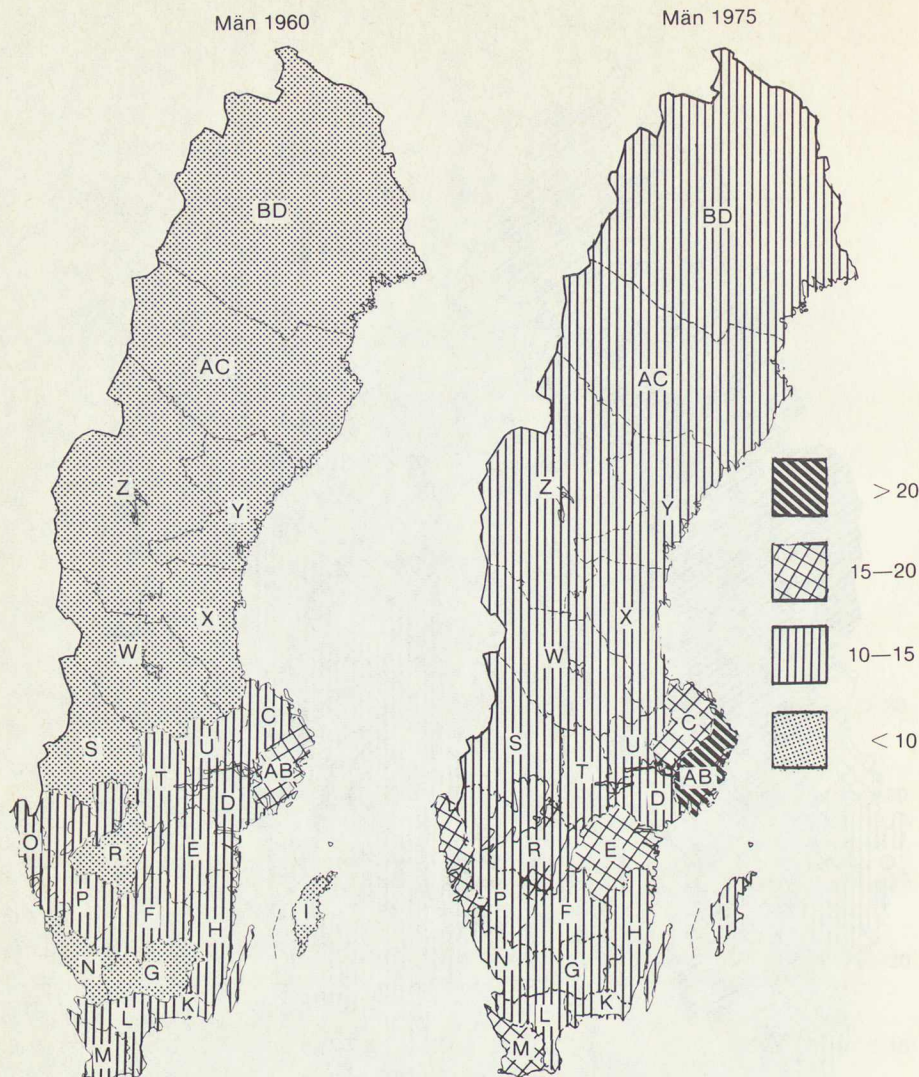 Män 1960
BD
AC
Z
Y
X
W
S
C
U
T
AB
D
O
R
E
P
F
H
I
N
G
K
L
M
Män 1975
BD
AC
Z
Y
X
W
S
C
U
T
AB
D
R
E
P
F
H
I
N
G
K
L
M
> 20
15—20
10—15
< 10